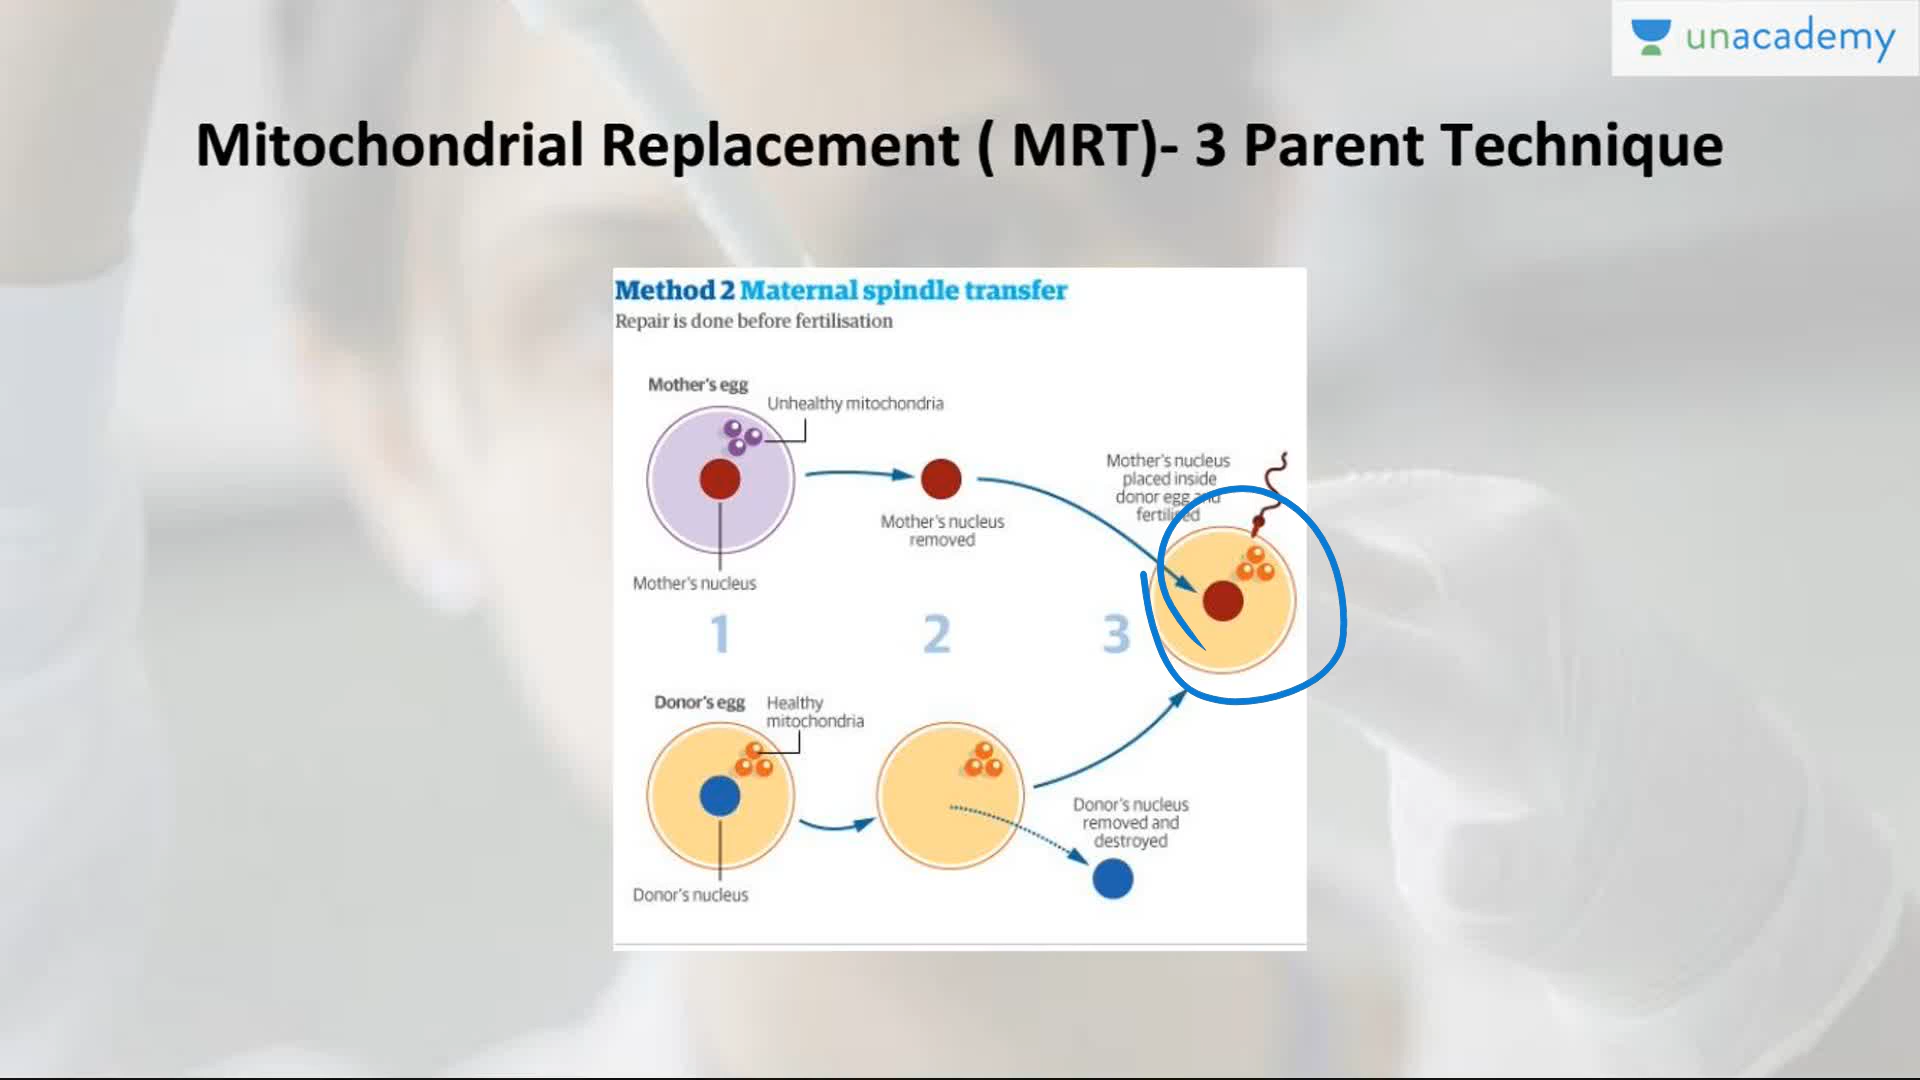 unacademy
Mitochondrial Replacement ( MRT)- 3 Parent Technique
Method 2 Maternal spindle transfer
Repair is done before fertilisation
Mother's egg
Unhealthy mitochondria
Mother's nucleus
Mother's nucleus
removed
Mother's nucleus
placed inside
donor egg and
fertilised
1
2
3
Donor's egg
Healthy
mitochondria
Donor's nucleus
Donor's nucleus
removed and
destroyed